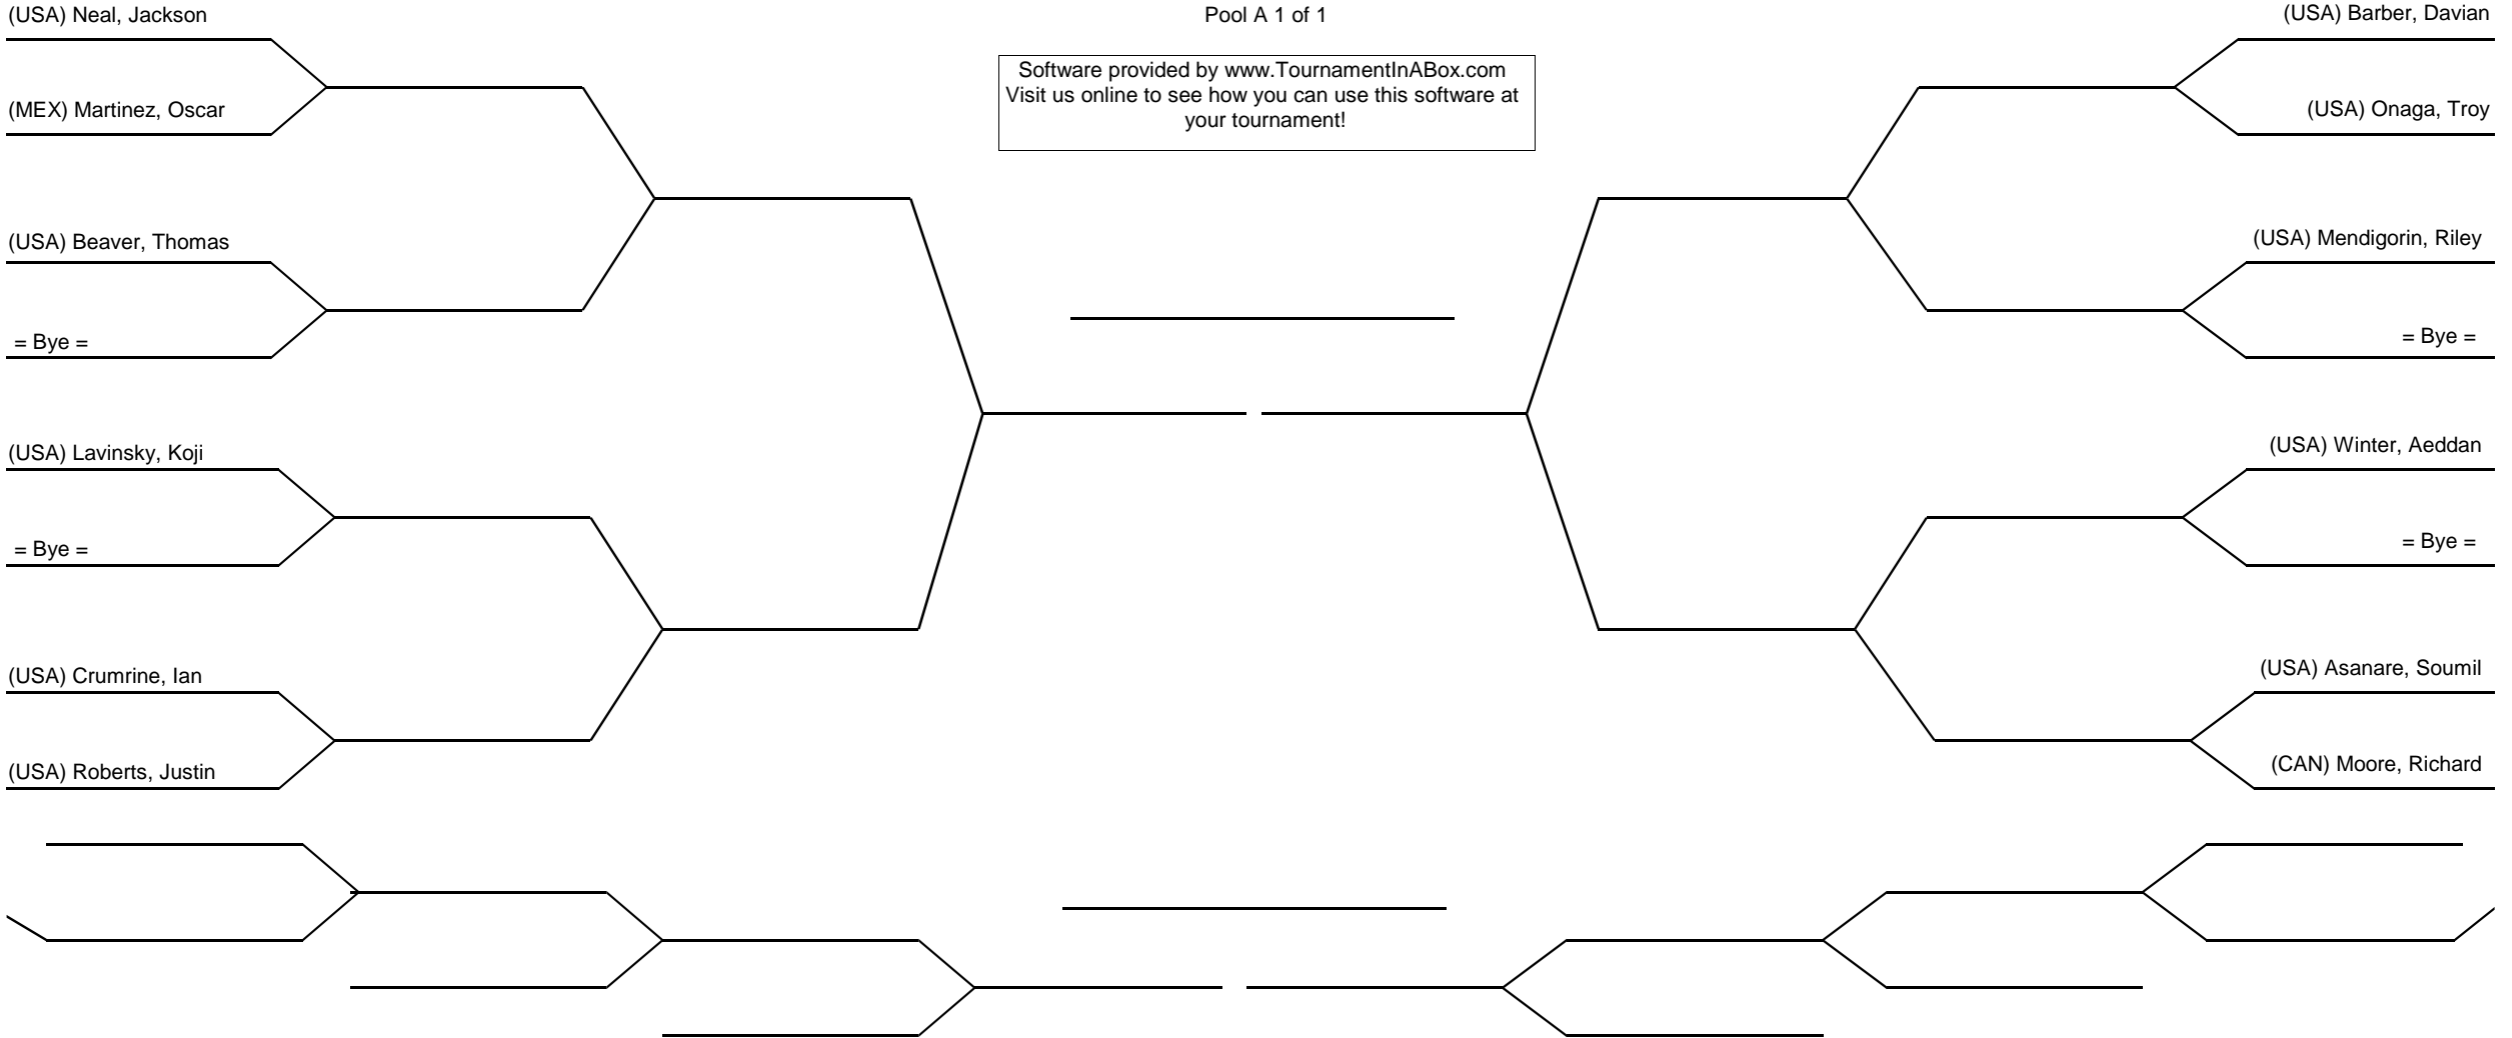 (USA) Neal, Jackson
(MEX) Martinez, Oscar
(USA) Beaver, Thomas
= Bye =
(USA) Lavinsky, Koji
= Bye =
(USA) Crumrine, Ian
(USA) Roberts, Justin
Pool A 1 of 1
Software provided by www.TournamentInABox.com
Visit us online to see how you can use this software at
your tournament!
(USA) Barber, Davian
(USA) Onaga, Troy
(USA) Mendigorin, Riley
= Bye =
(USA) Winter, Aeddan
= Bye =
(USA) Asanare, Soumil
(CAN) Moore, Richard